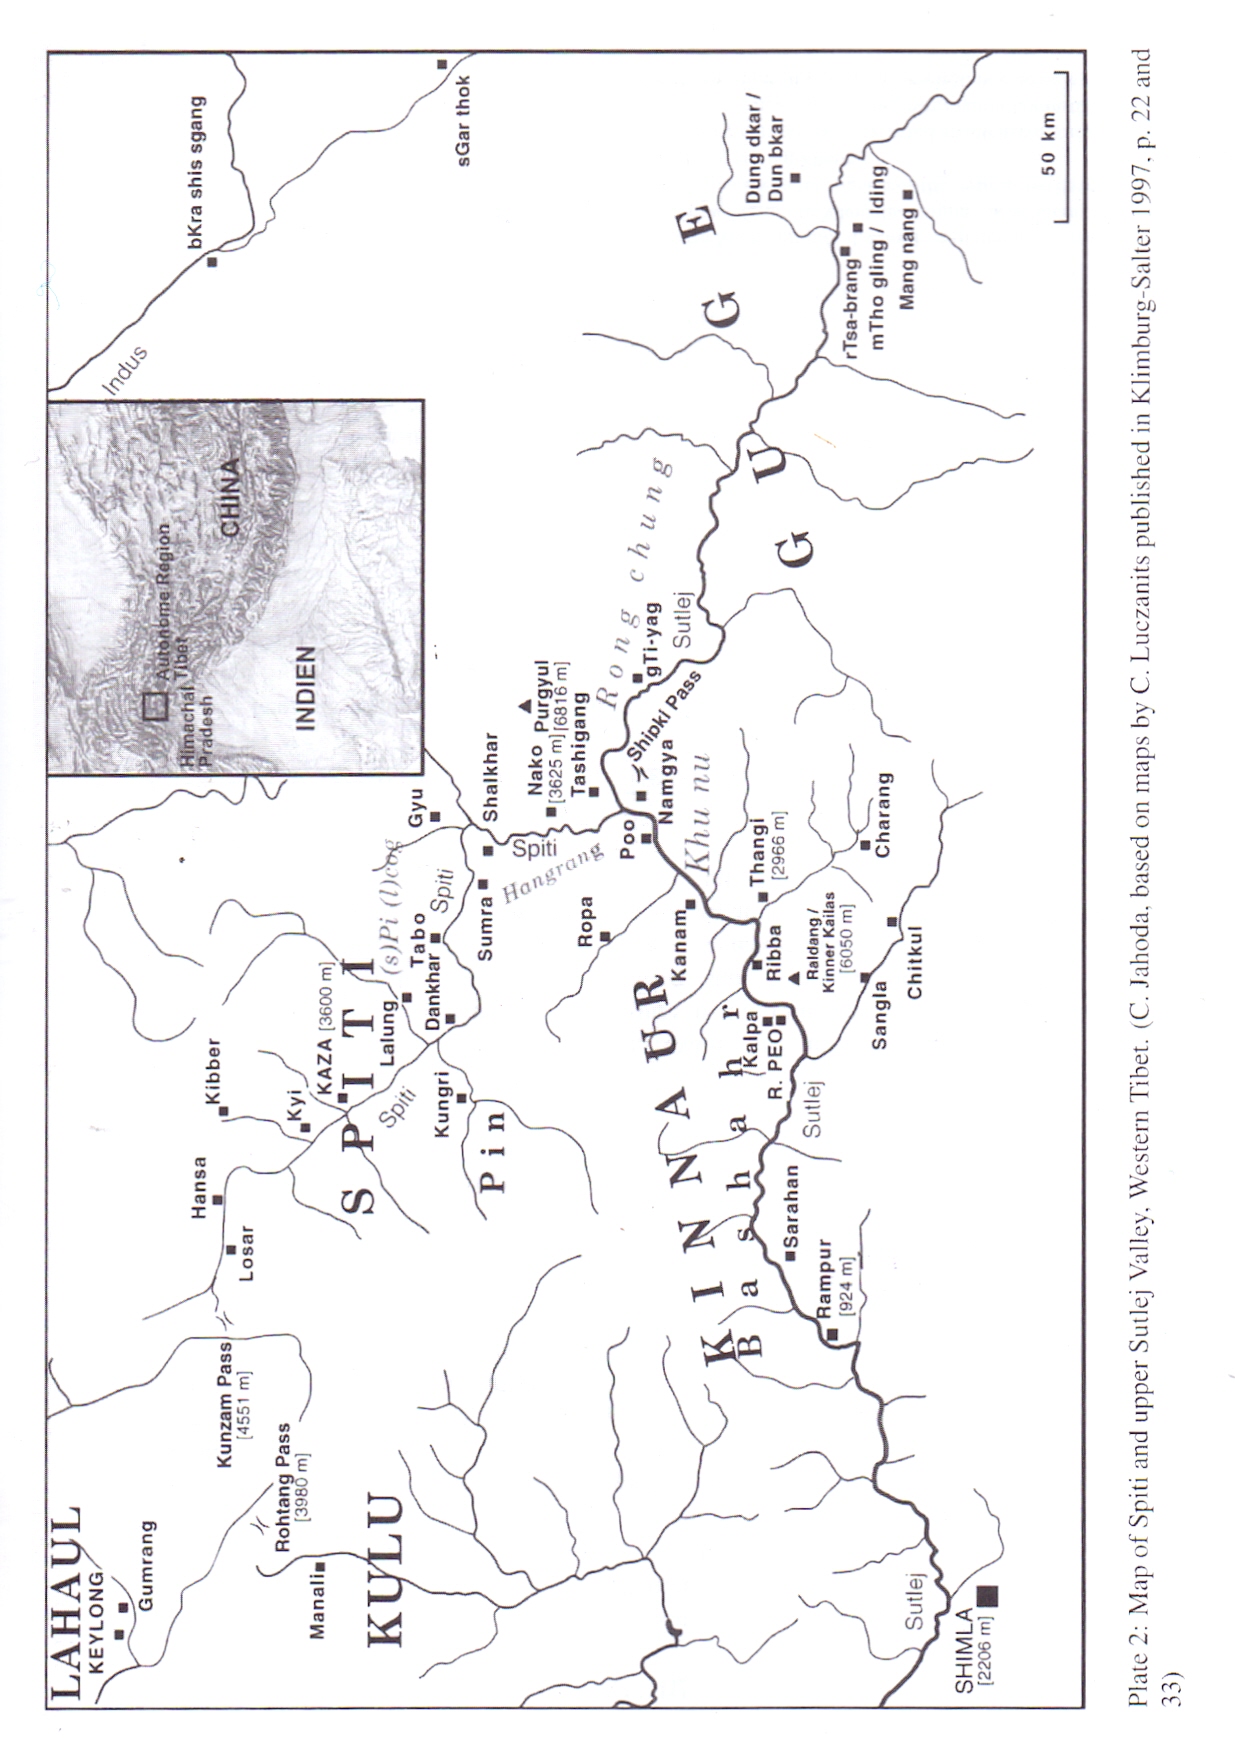 LAHAUL
KEYLONG
Gumrang
Rohtang Pass
[3980 m]
Manali
KULU
Kunzam Pass
[4551 m]
Losar
Hansa
Kibber
Kyi
KAZA [3600 m]
SPITI
Spiti
Lalung
Dankhar
Tabo
(s)Pi (l)cog
Spiti
Kungri
Pin
Sumra
Gyu
Shalkhar
Spiti
Hangrang
Nako
[3625 m]
Purgyul
[6816 m]
Tashigang
Ropa
Poo
Namgya
Shipki Pass
Khu nu
Rong chung
gTi-yag
Sutlej
Kanam
Thangi
[2966 m]
Charang
Ribba
Raldang /
Kinner Kailas
[6050 m]
Kalpa
R. PEO
Sangla
Chitkul
KINNAUR
Bashahr
Sutlej
Sarahan
Rampur
[924 m]
Sutlej
SHIMLA
[2206 m]
Indus
bKra shis sgang
sGar thok
GUGE
Dung dkar /
Dun bkar
rTsa-brang
mTho gling / Iding
Mang nang
50 km
Himachal
Pradesh
Autonome Region
Tibet
CHINA
INDIEN
Plate 2: Map of Spiti and upper Sutlej Valley, Western Tibet. (C. Jahoda, based on maps by C. Luczanits published in Klimburg-Salter 1997, p. 22 and
33)